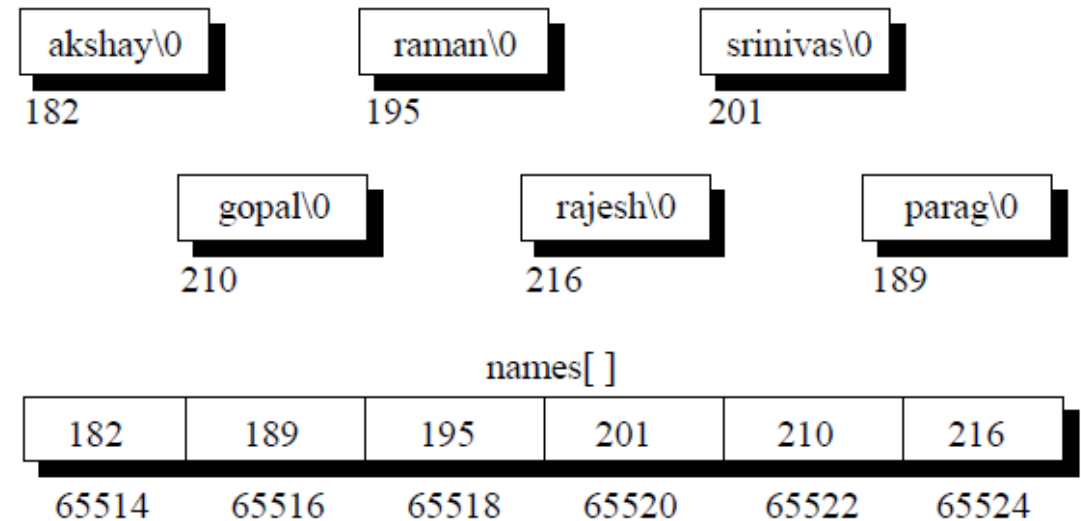 akshay\0 raman\0 srinivas\0
182 195 201
gopal\0 rajesh\0 parag\0
210 216 189
names[ ]
182 189 195 201 210 216
65514 65516 65518 65520 65522 65524